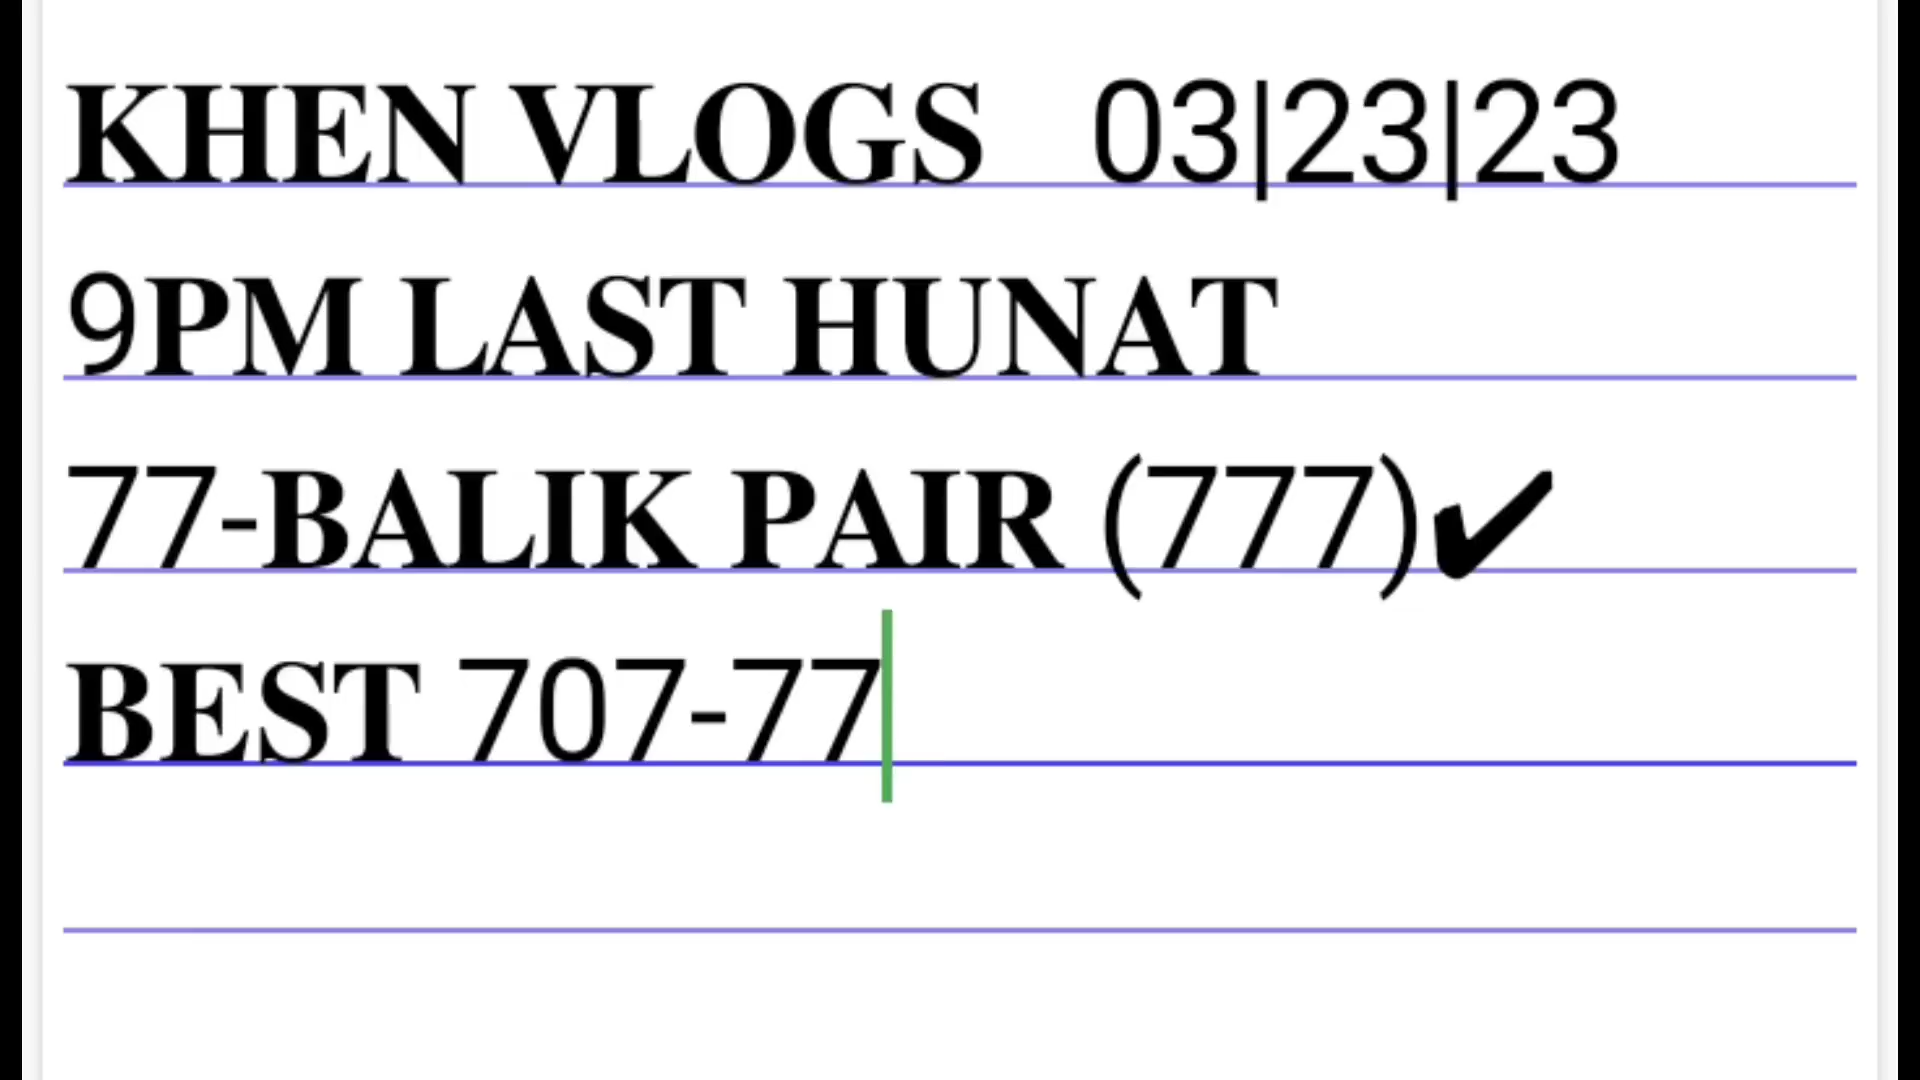 KHEN VLOGS 03|23|23
9PM LAST HUNAT
77-BALIK PAIR (777)✔
BEST 707-77